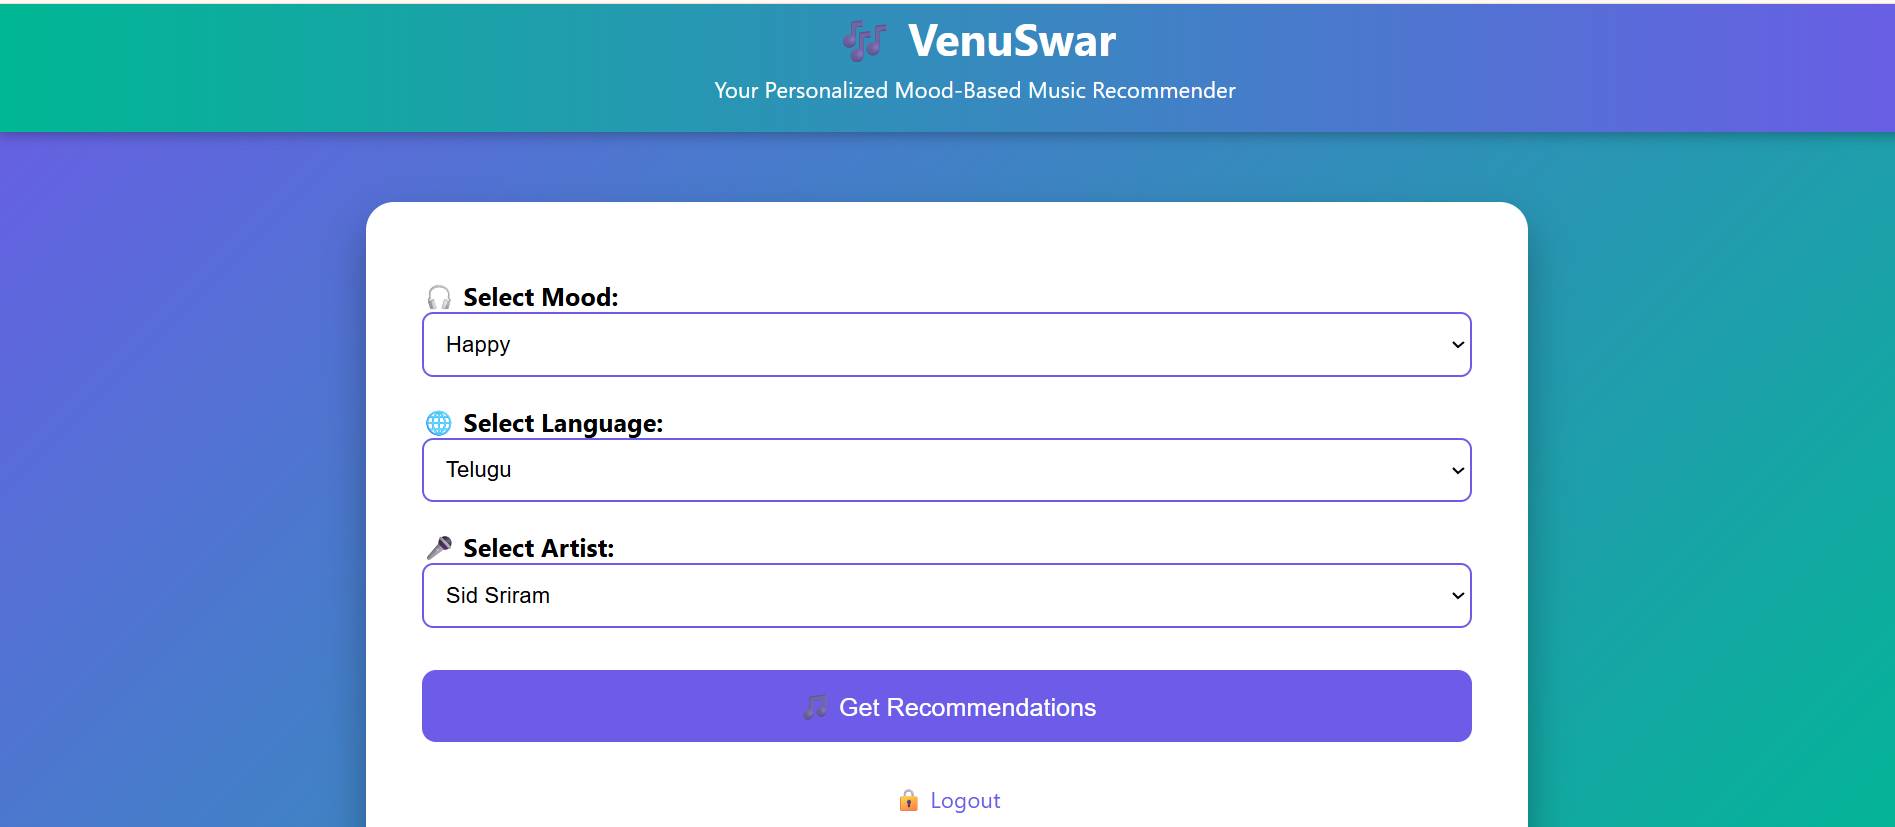 🎶 VenuSwar
Your Personalized Mood-Based Music Recommender
🎧 Select Mood:
Happy
🌐 Select Language:
Telugu
🎤 Select Artist:
Sid Sriram
🎵 Get Recommendations
🔒 Logout